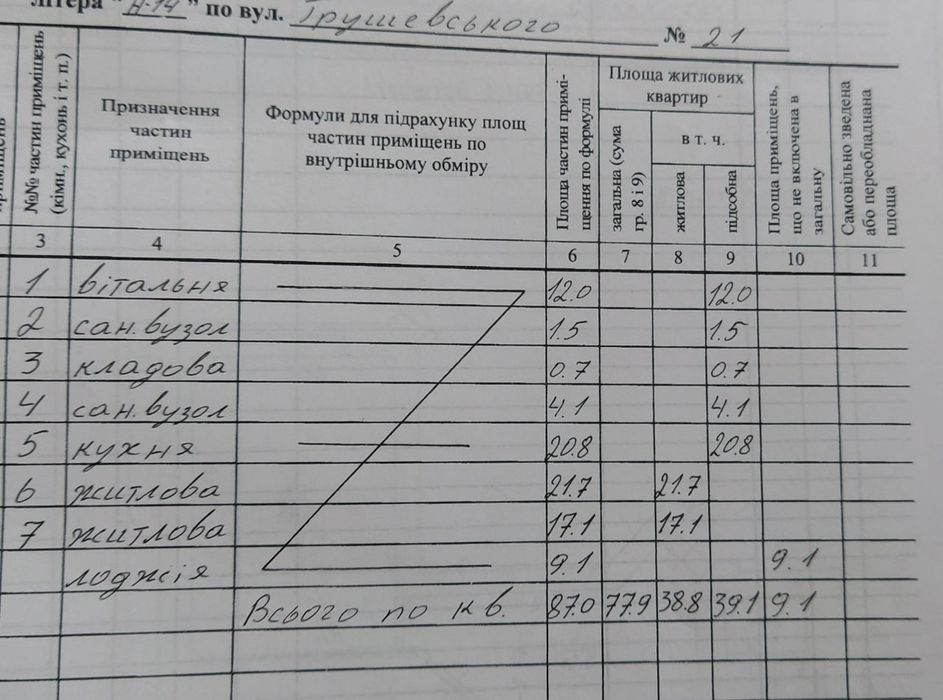 літера "Н-14" по вул. Грушевського № 21
№№ частин приміщень (кімн., кухонь і т. п.)
Призначення частин приміщень
Формули для підрахунку площ частин приміщень по внутрішньому обміру
Площа частин приміщення по формулі
Площа житлових квартир
загальна (сума гр. 8 і 9)
в т. ч.
житлова
підсобна
Площа приміщень, що не включена в загальну
Самовільно зведена або переобладнана площа
3 4 5 6 7 8 9 10 11
1 вітальня 12.0 12.0
2 сан.вузол 1.5 1.5
3 кладова 0.7 0.7
4 сан.вузол 4.1 4.1
5 кухня 20.8 20.8
6 житлова 21.7 21.7
7 житлова 17.1 17.1
лоджія 9.1 9.1
Всього по кв. 87.0 77.9 38.8 39.1 9.1